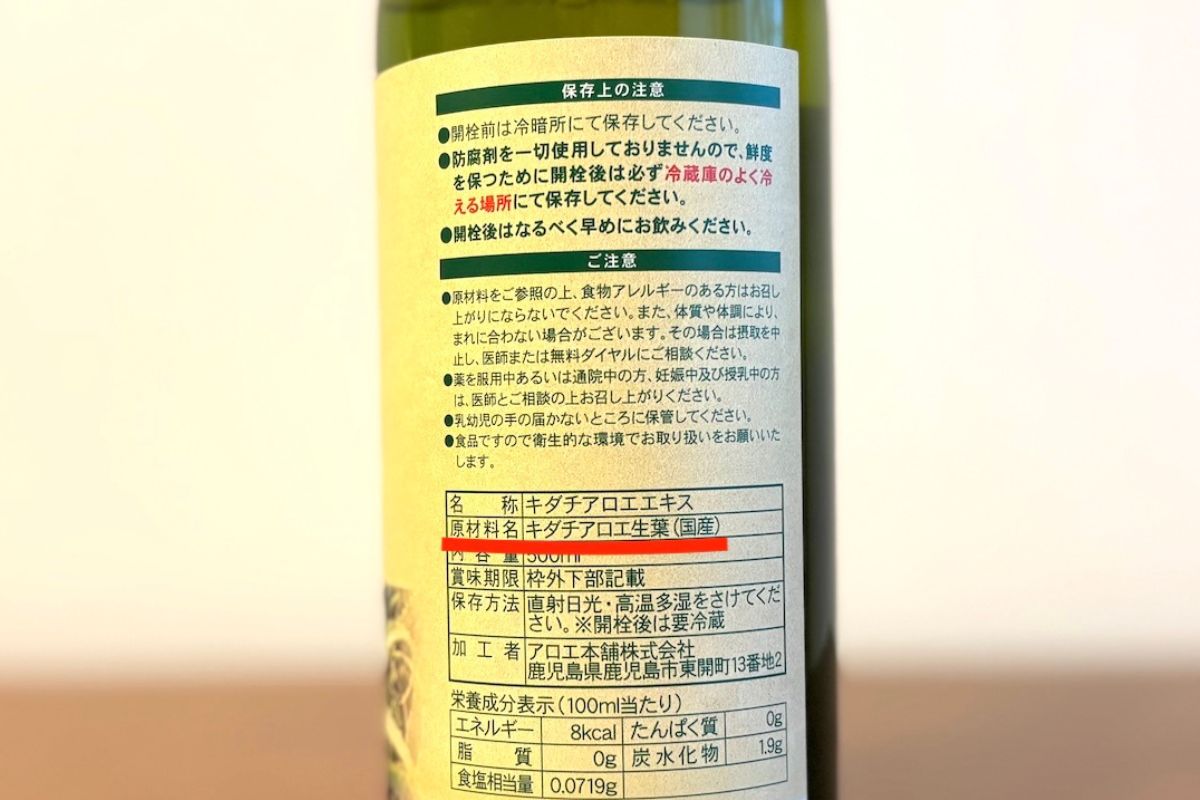 保存上の注意
●開栓前は冷暗所にて保存してください。
●防腐剤を一切使用しておりませんので、鮮度
を保つために開栓後は必ず冷蔵庫のよく冷
える場所にて保存してください。
●開栓後はなるべく早めにお飲みください。
ご注意
●原材料をご参照の上、食物アレルギーのある方はお召し
上がりにならないでください。また、体質や体調により、
まれに合わない場合がございます。その場合は摂取を中
止し、医師または無料ダイヤルにご相談ください。
●薬を服用中あるいは通院中の方、妊娠中及び授乳中の方
は、医師とご相談の上お召し上がりください。
●乳幼児の手の届かないところに保管してください。
●食品ですので衛生的な環境でお取り扱いをお願いいた
します。
名称 キダチアロエエキス
原材料名 キダチアロエ生葉(国産)
内容量 500ml
賞味期限 枠外下部記載
保存方法 直射日光・高温多湿をさけてくだ
さい。※開栓後は要冷蔵
加工者 アロエ本舗株式会社
鹿児島県鹿児島市東開町13番地2
栄養成分表示(100ml当たり)
エネルギー 8kcal たんぱく質 0g
脂質 0g 炭水化物 1.9g
食塩相当量 0.0719g